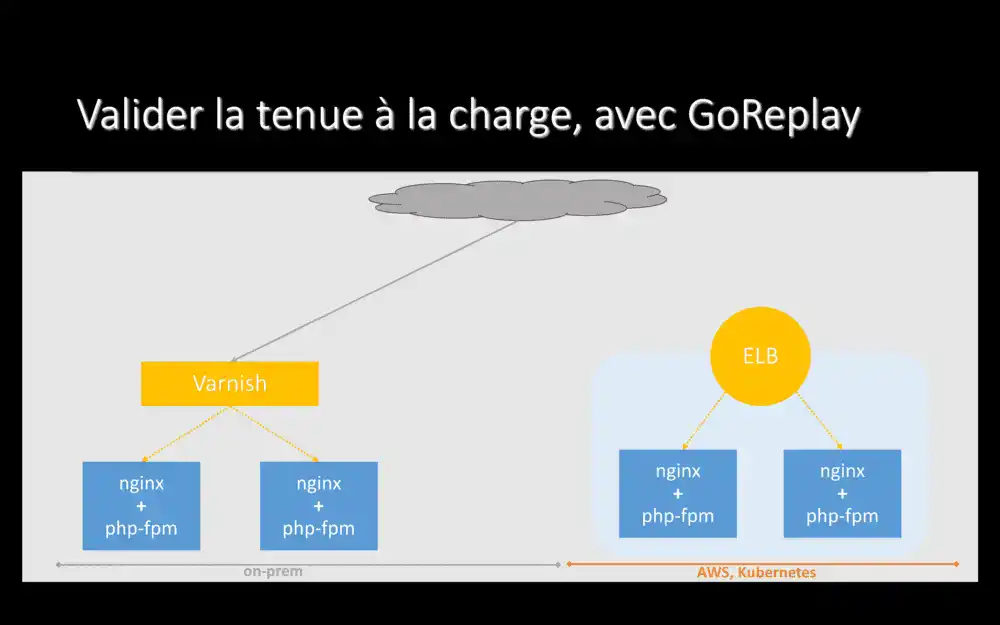 Valider la tenue à la charge, avec GoReplay
ELB
Varnish
nginx
+
php-fpm
nginx
+
php-fpm
nginx
+
php-fpm
nginx
+
php-fpm
on-prem
AWS, Kubernetes